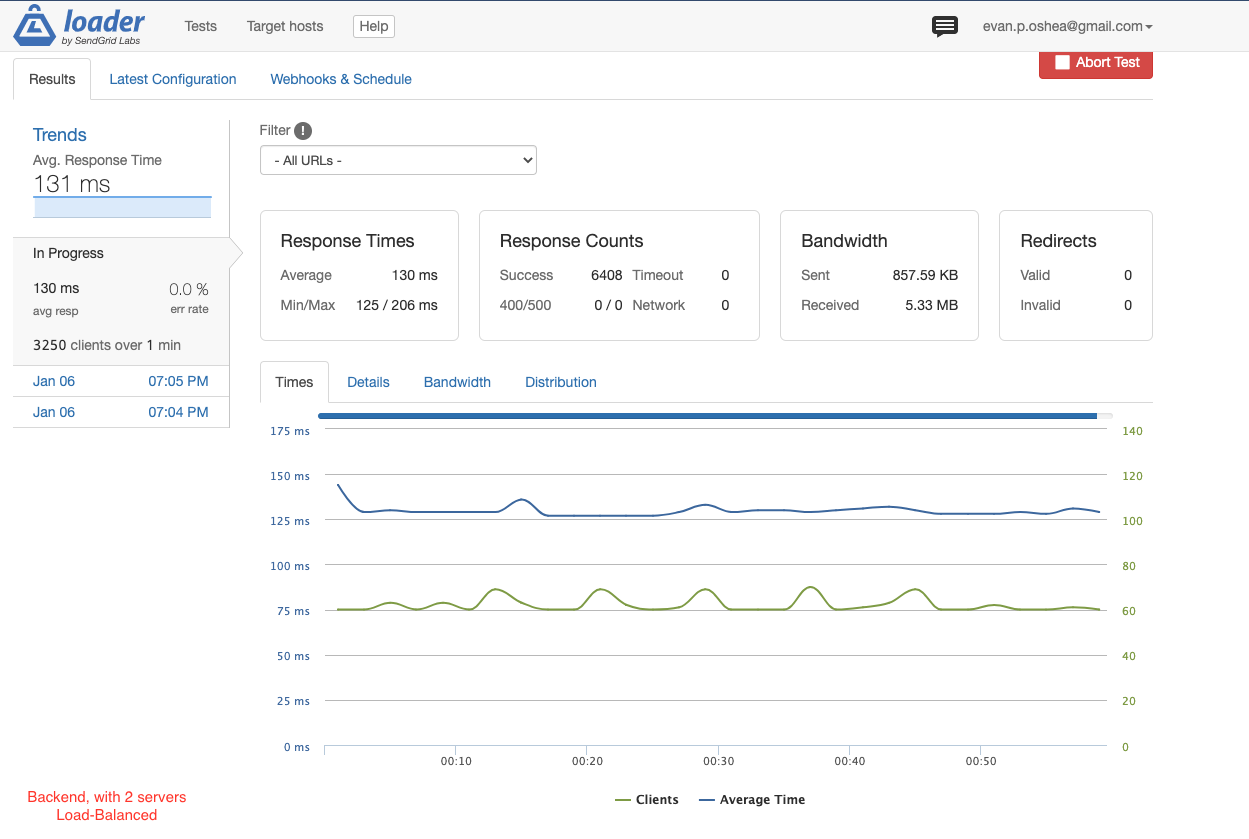 loader
by SendGrid Labs
Tests
Target hosts
Help
evan.p.oshea@gmail.com
Results
Latest Configuration
Webhooks & Schedule
Abort Test
Trends
Avg. Response Time
131 ms
In Progress
130 ms
0.0 %
avg resp
err rate
3250 clients over 1 min
Jan 06 07:05 PM
Jan 06 07:04 PM
Filter !
- All URLs -
Response Times
Average 130 ms
Min/Max 125 / 206 ms
Response Counts
Success 6408 Timeout 0
400/500 0 / 0 Network 0
Bandwidth
Sent 857.59 KB
Received 5.33 MB
Redirects
Valid 0
Invalid 0
Times
Details
Bandwidth
Distribution
175 ms 140
150 ms 120
125 ms 100
100 ms 80
75 ms 60
50 ms 40
25 ms 20
0 ms 0
00:10 00:20 00:30 00:40 00:50
Clients Average Time
Backend, with 2 servers
Load-Balanced